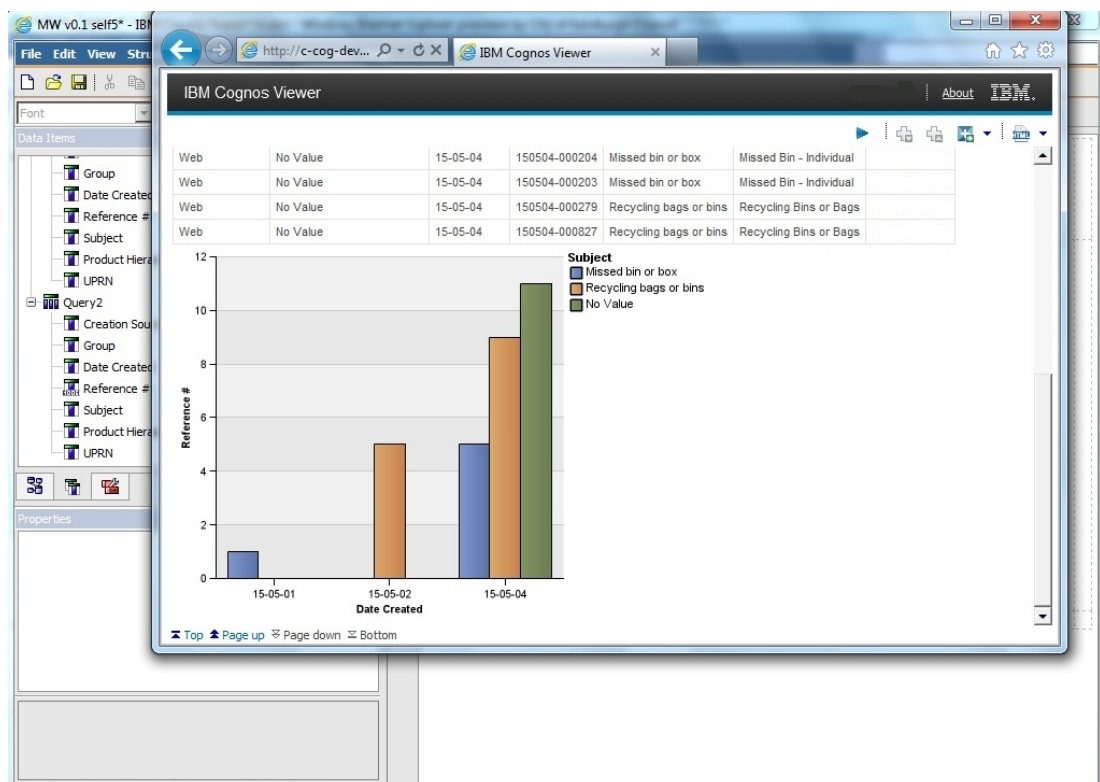 MW v0.1 self5* - IBM
http://c-cog-dev...
IBM Cognos Viewer
File Edit View Stru
IBM Cognos Viewer
About IBM.
Font
Data Items
Group
Date Created
Reference #
Subject
Product Hiera
UPRN
Query2
Creation Sou
Group
Date Created
Reference #
Subject
Product Hiera
UPRN
Properties
Web No Value 15-05-04 150504-000204 Missed bin or box Missed Bin - Individual
Web No Value 15-05-04 150504-000203 Missed bin or box Missed Bin - Individual
Web No Value 15-05-04 150504-000279 Recycling bags or bins Recycling Bins or Bags
Web No Value 15-05-04 150504-000827 Recycling bags or bins Recycling Bins or Bags
Subject
Missed bin or box
Recycling bags or bins
No Value
Reference #
12
10
8
6
4
2
0
15-05-01 15-05-02 15-05-04
Date Created
Top Page up Page down Bottom